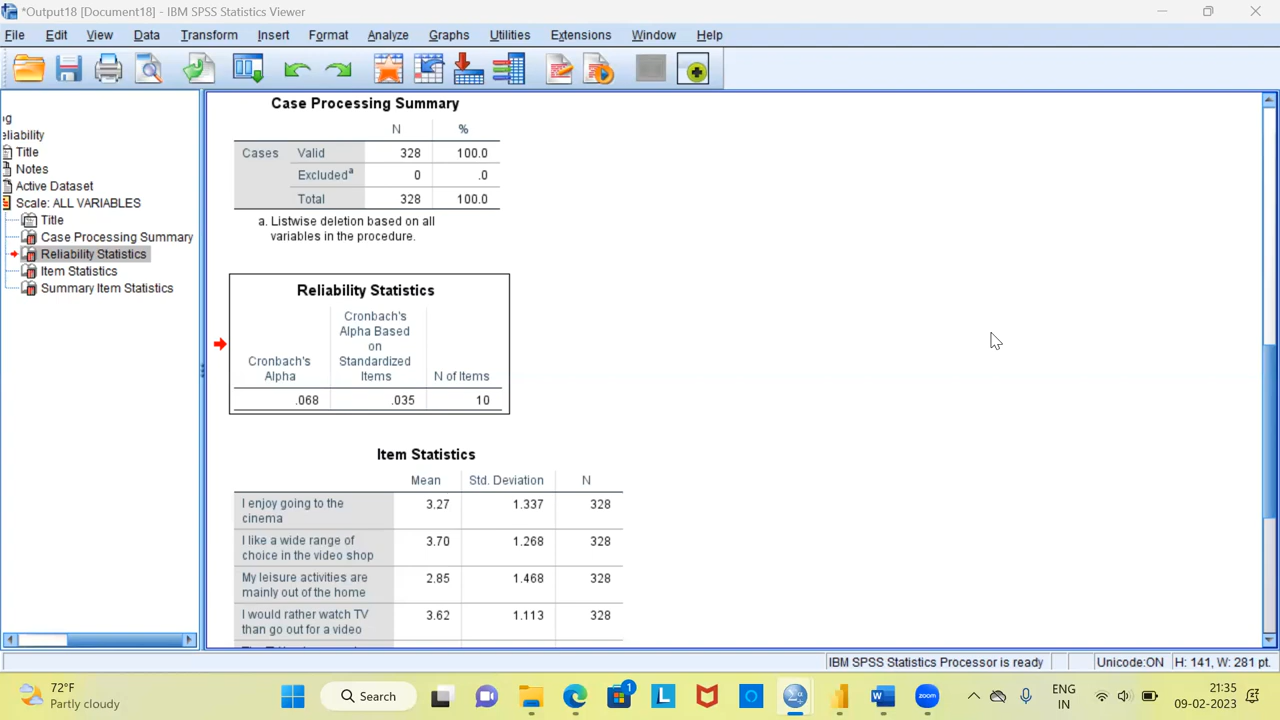 *Output18 [Document18] - IBM SPSS Statistics Viewer
File Edit View Data Transform Insert Format Analyze Graphs Utilities Extensions Window Help
og
eliability
Title
Notes
Active Dataset
Scale: ALL VARIABLES
Title
Case Processing Summary
Reliability Statistics
Item Statistics
Summary Item Statistics
Case Processing Summary
N %
Cases Valid 328 100.0
Excludedᵃ 0 .0
Total 328 100.0
a. Listwise deletion based on all
variables in the procedure.
Reliability Statistics
Cronbach's
Alpha
Cronbach's
Alpha Based
on
Standardized
Items
N of Items
.068 .035 10
Item Statistics
Mean Std. Deviation N
I enjoy going to the
cinema
3.27 1.337 328
I like a wide range of
choice in the video shop
3.70 1.268 328
My leisure activities are
mainly out of the home
2.85 1.468 328
I would rather watch TV
than go out for a video
3.62 1.113 328
IBM SPSS Statistics Processor is ready Unicode:ON H: 141, W: 281 pt.
72°F
Partly cloudy
Search
1
L
zoom
ENG
IN
21:35
09-02-2023